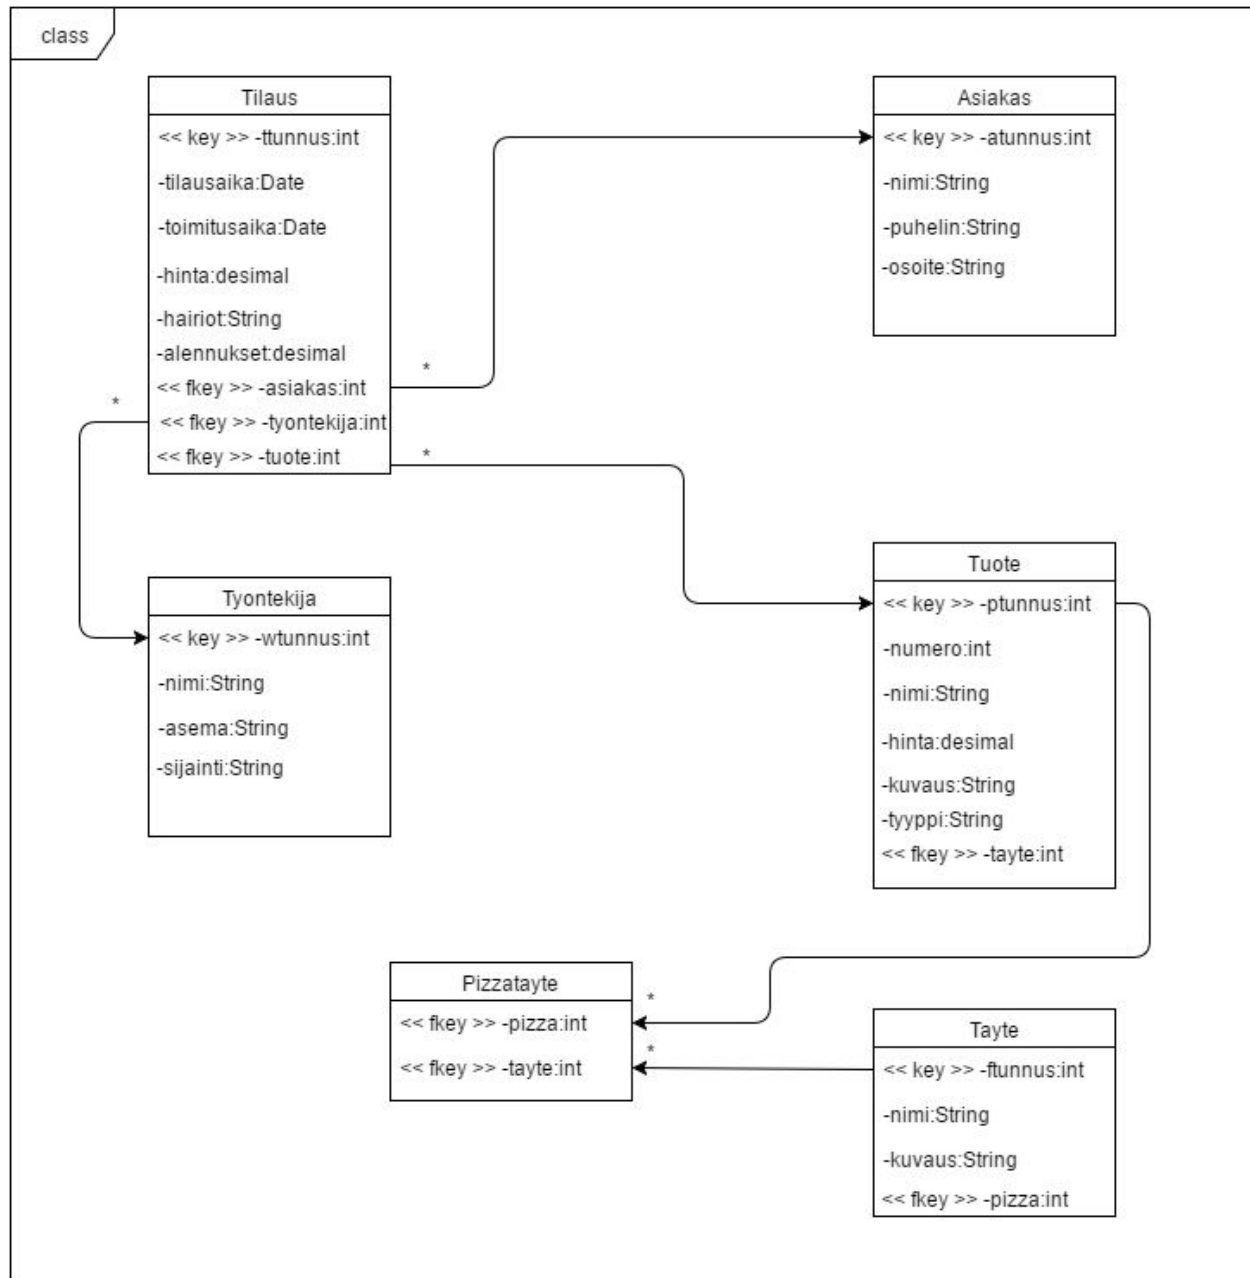 class
Tilaus
<< key >> -ttunnus:int
-tilausaika:Date
-toimitusaika:Date
-hinta:desimal
-hairiot:String
-alennukset:desimal
<< fkey >> -asiakas:int
<< fkey >> -tyontekija:int
<< fkey >> -tuote:int
*
*
*
Asiakas
<< key >> -atunnus:int
-nimi:String
-puhelin:String
-osoite:String
Tyontekija
<< key >> -wtunnus:int
-nimi:String
-asema:String
-sijainti:String
Tuote
<< key >> -ptunnus:int
-numero:int
-nimi:String
-hinta:desimal
-kuvaus:String
-tyyppi:String
<< fkey >> -tayte:int
Pizzatayte
<< fkey >> -pizza:int
<< fkey >> -tayte:int
*
*
Tayte
<< key >> -ftunnus:int
-nimi:String
-kuvaus:String
<< fkey >> -pizza:int